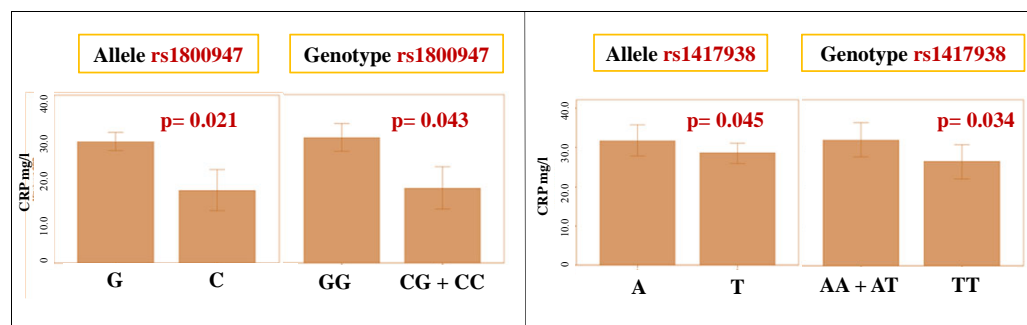 Allele rs1800947
Genotype rs1800947
CRP mg/l
40.0
30.0
20.0
10.0
0
p= 0.021
p= 0.043
G
C
GG
CG + CC
Allele rs1417938
Genotype rs1417938
CRP mg/l
40.0
30.0
20.0
10.0
0
p= 0.045
p= 0.034
A
T
AA + AT
TT